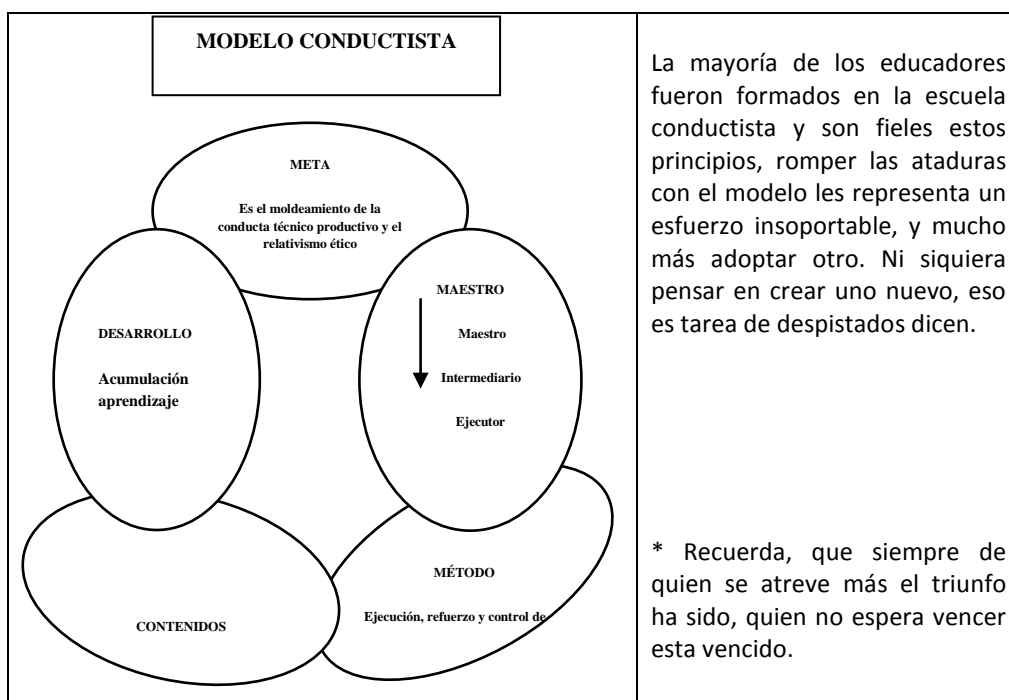 MODELO CONDUCTISTA
META
Es el moldeamiento de la
conducta técnico productivo y el
relativismo ético
DESARROLLO
Acumulación
aprendizaje
MAESTRO
Maestro
Intermediario
Ejecutor
CONTENIDOS
MÉTODO
Ejecución, refuerzo y control de
La mayoría de los educadores
fueron formados en la escuela
conductista y son fieles estos
principios, romper las ataduras
con el modelo les representa un
esfuerzo insoportable, y mucho
más adoptar otro. Ni siquiera
pensar en crear uno nuevo, eso
es tarea de despistados dicen.
* Recuerda, que siempre de
quien se atreve más el triunfo
ha sido, quien no espera vencer
esta vencido.